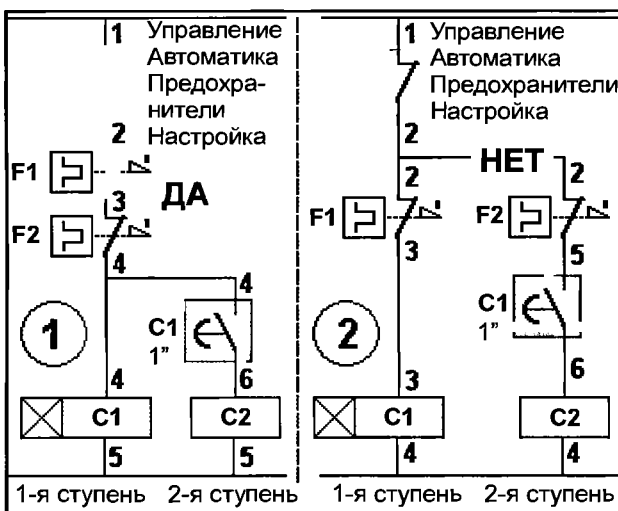 1 Управление
Автоматика
Предохра-
нители
2 Настройка
F1
ДА
3
F2
4
4
1
C1
1”
4
6
C1
C2
5
5
1-я ступень
2-я ступень
1 Управление
Автоматика
Предохранители
Настройка
2
НЕТ
2
2
F1
F2
3
5
2
C1
1”
3
6
C1
C2
4
4
1-я ступень
2-я ступень